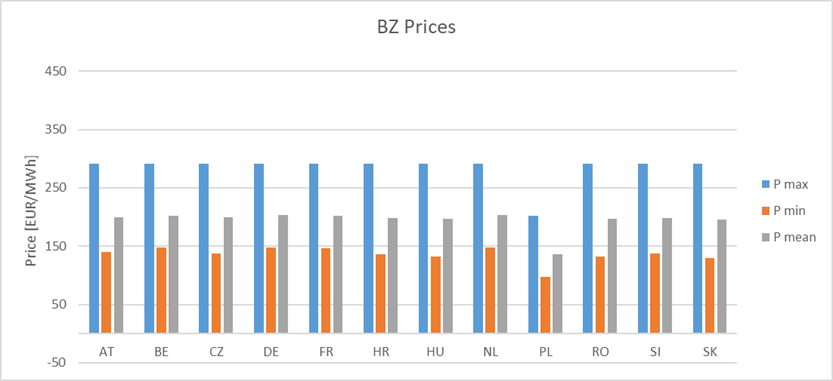 BZ Prices
450
350
250
150
50
-50
Price [EUR/MWh]
AT BE CZ DE FR HR HU NL PL RO SI SK
P max
P min
P mean